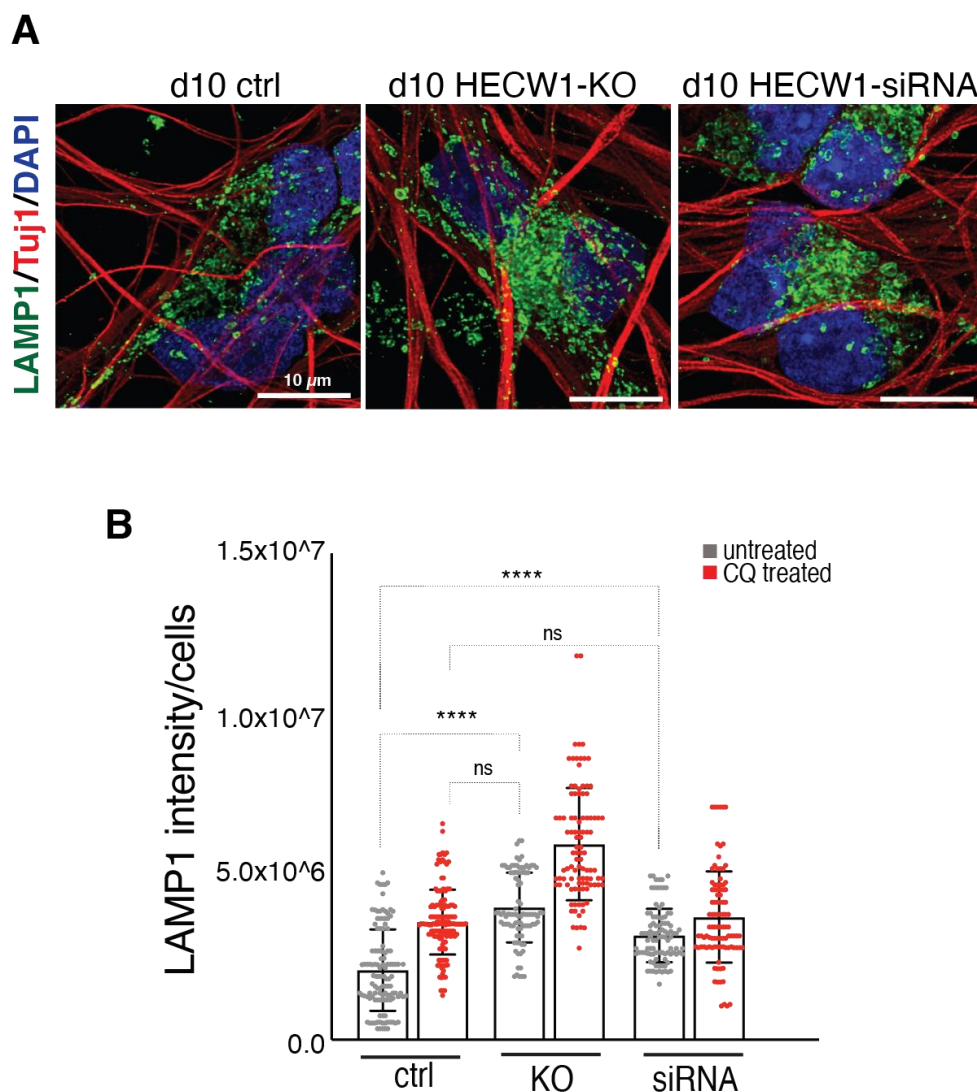 A
d10 ctrl
d10 HECW1-KO
d10 HECW1-siRNA
LAMP1/Tuj1/DAPI
10 µm
B
1.5x10^7
1.0x10^7
5.0x10^6
0.0
LAMP1 intensity/cells
untreated
CQ treated
****
ns
****
ns
ctrl
KO
siRNA